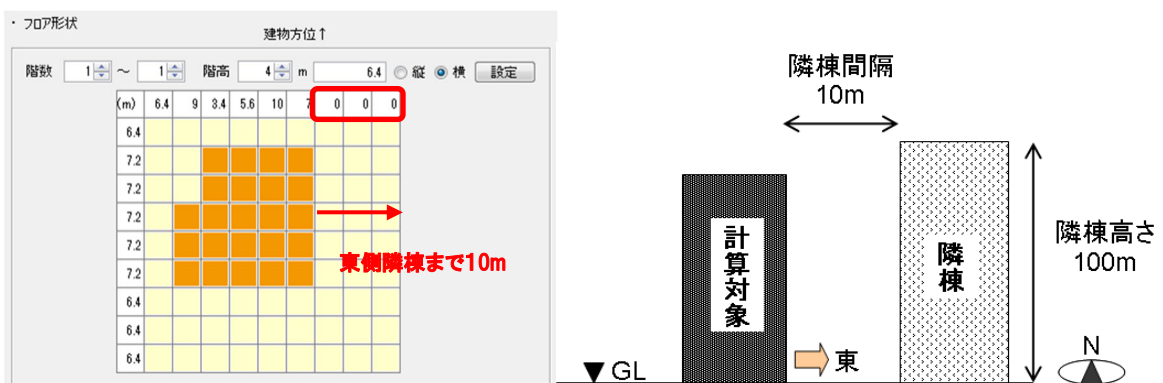 ・ フロア形状
建物方位↑
階数 1 ～ 1 階高 4 m 6.4 縦 横 設定
(m) 6.4 9 3.4 5.6 10 7 0 0 0
6.4
7.2
7.2
7.2
7.2
7.2
6.4
6.4
6.4
東側隣棟まで10m
隣棟間隔
10m
計算対象
隣棟
隣棟高さ
100m
東
N
▼GL